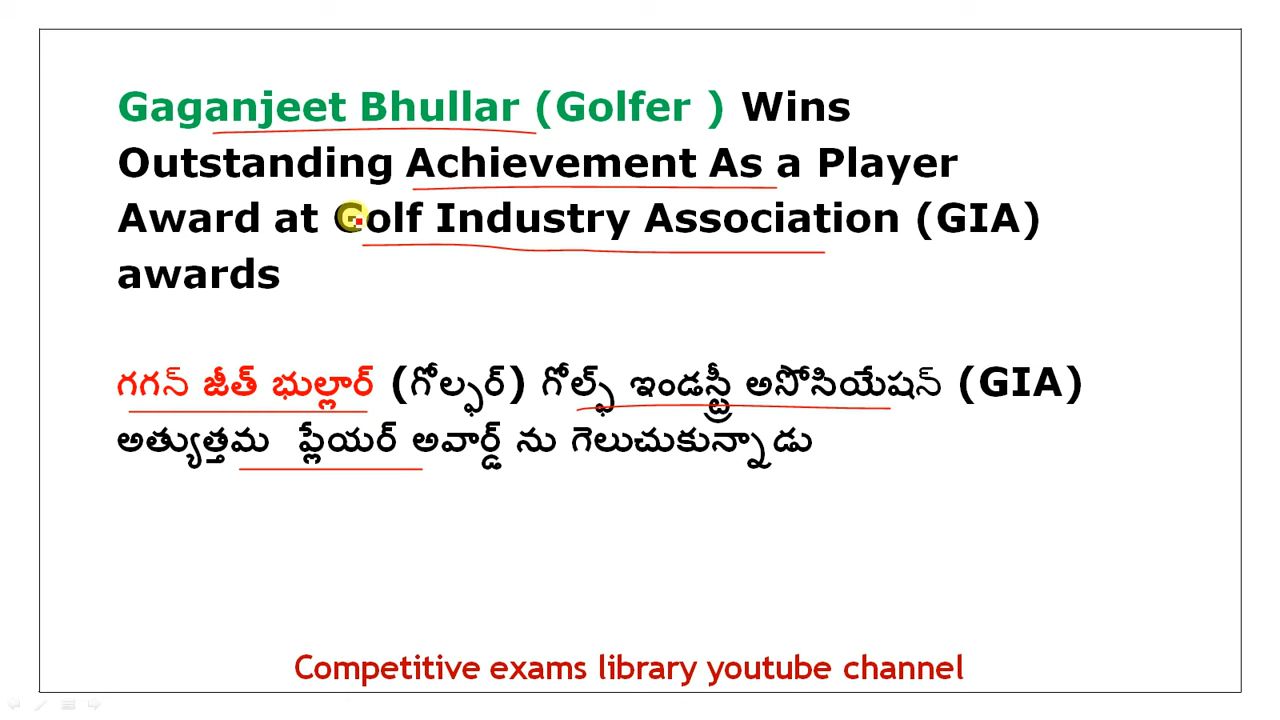 Gaganjeet Bhullar (Golfer ) Wins
Outstanding Achievement As a Player
Award at Golf Industry Association (GIA)
awards
గగన్ జీత్ భుల్లార్ (గోల్ఫర్) గోల్ఫ్ ఇండస్ట్రీ అసోసియేషన్ (GIA)
అత్యుత్తమ ప్లేయర్ అవార్డ్ ను గెలుచుకున్నాడు
Competitive exams library youtube channel